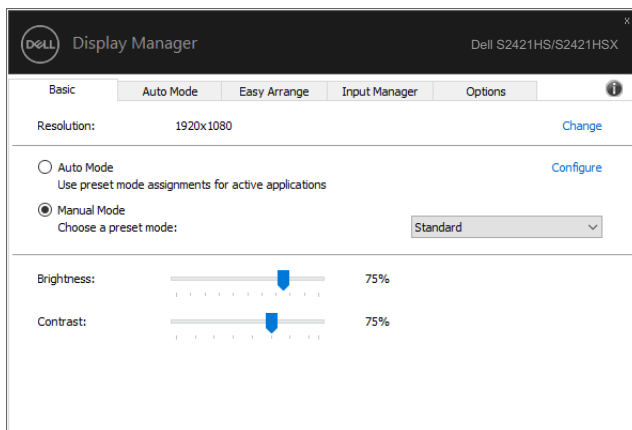 DELL Display Manager Dell S2421HS/S2421HSX x
Basic Auto Mode Easy Arrange Input Manager Options i
Resolution: 1920x1080 Change
Auto Mode Configure
Use preset mode assignments for active applications
Manual Mode
Choose a preset mode: Standard
Brightness: 75%
Contrast: 75%